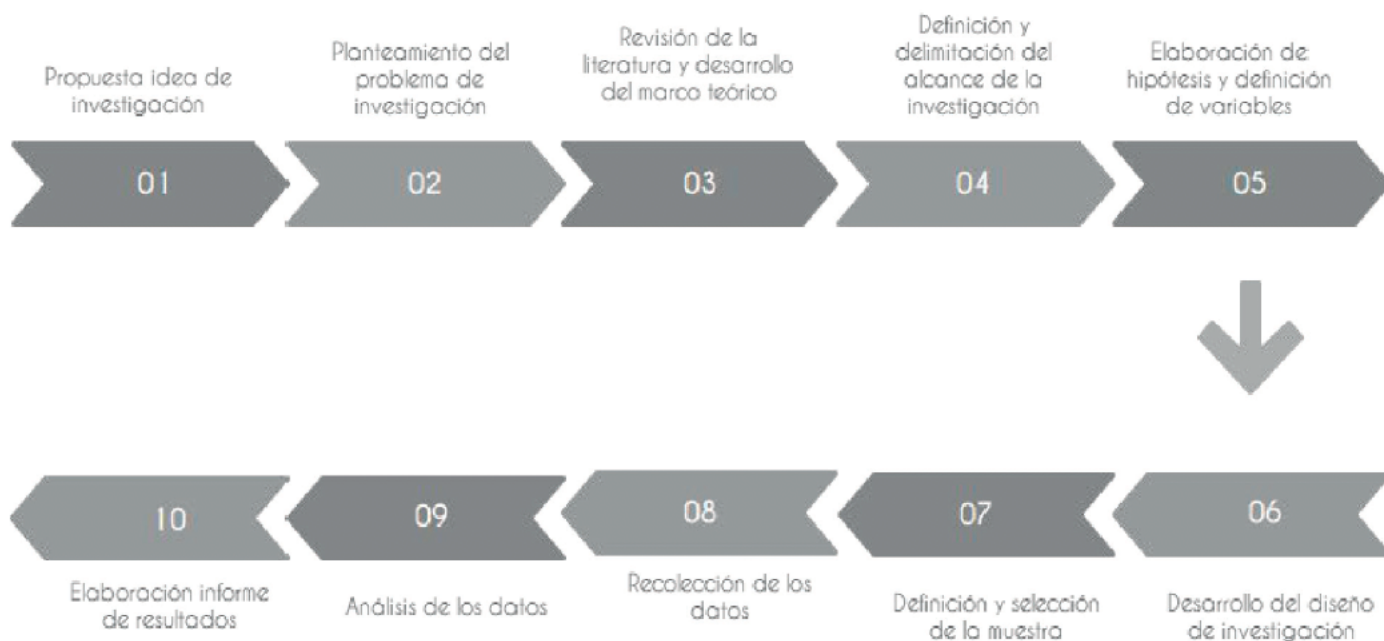 Propuesta idea de
investigación
Planteamiento del
problema de
investigación
Revisión de la
literatura y desarrollo
del marco teórico
Definición y
delimitación del
alcance de la
investigación
Elaboración de
hipótesis y definición
de variables
01
02
03
04
05
10
09
08
07
06
Elaboración informe
de resultados
Análisis de los datos
Recolección de los
datos
Definición y selección
de la muestra
Desarrollo del diseño
de investigación